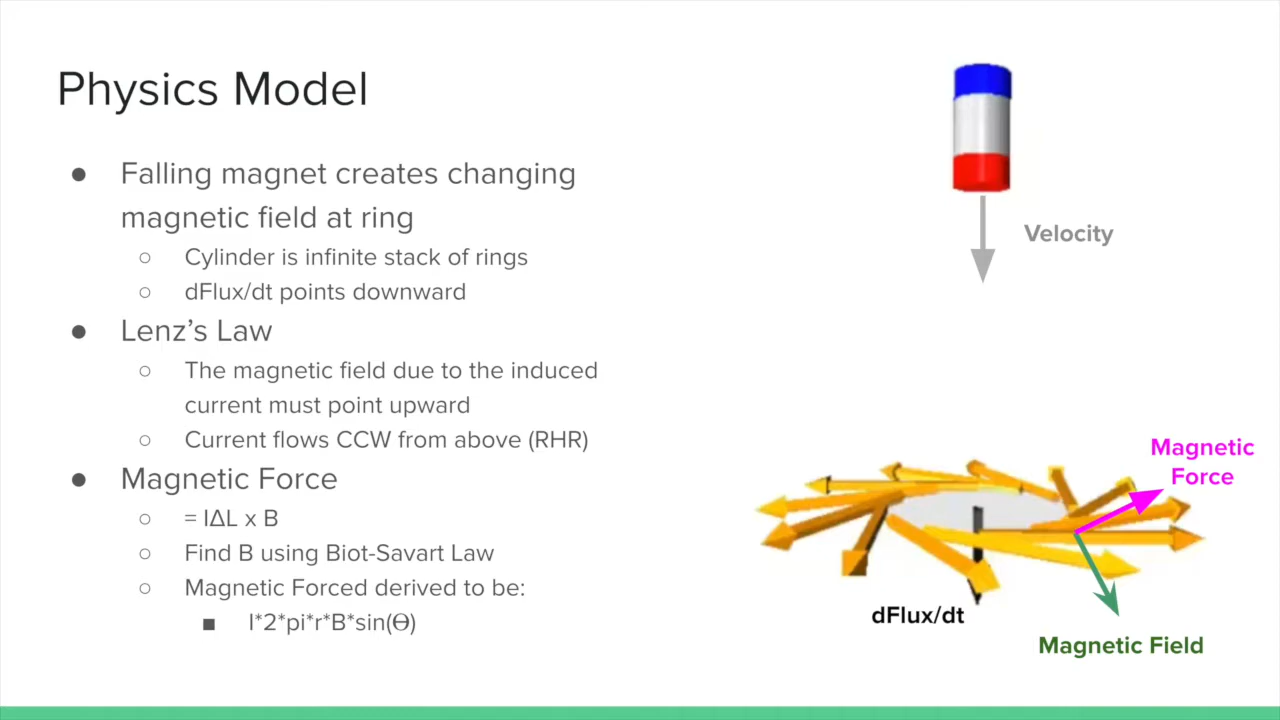 Physics Model
● Falling magnet creates changing
magnetic field at ring
○ Cylinder is infinite stack of rings
○ dFlux/dt points downward
● Lenz’s Law
○ The magnetic field due to the induced
current must point upward
○ Current flows CCW from above (RHR)
● Magnetic Force
○ = I∆L x B
○ Find B using Biot-Savart Law
○ Magnetic Forced derived to be:
■ I*2*pi*r*B*sin(ϴ)
Velocity
Magnetic
Force
dFlux/dt
Magnetic Field